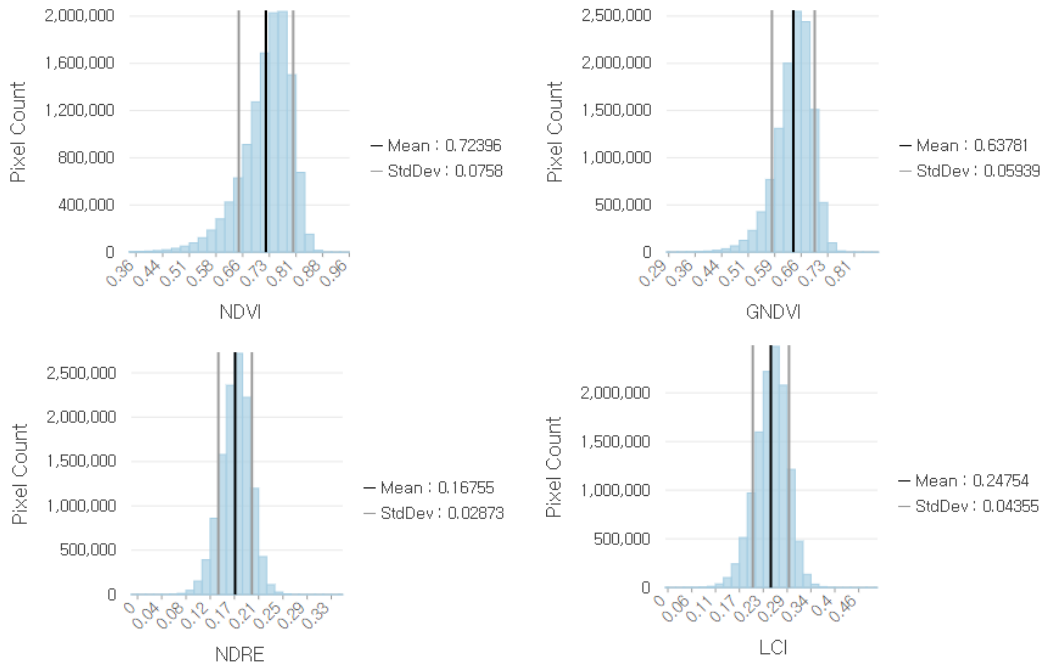 2,000,000
1,600,000
1,200,000
800,000
400,000
0
Pixel Count
0.36 0.44 0.51 0.58 0.66 0.73 0.81 0.88 0.96
NDVI
Mean : 0.72396
StdDev : 0.0758
2,500,000
2,000,000
1,500,000
1,000,000
500,000
0
Pixel Count
0.29 0.36 0.44 0.51 0.59 0.66 0.73 0.81
GNDVI
Mean : 0.63781
StdDev : 0.05939
2,500,000
2,000,000
1,500,000
1,000,000
500,000
0
Pixel Count
0 0.04 0.08 0.12 0.17 0.21 0.25 0.29 0.33
NDRE
Mean : 0.16755
StdDev : 0.02873
2,000,000
1,500,000
1,000,000
500,000
0
Pixel Count
0 0.06 0.11 0.17 0.23 0.29 0.34 0.4 0.46
LCI
Mean : 0.24754
StdDev : 0.04355